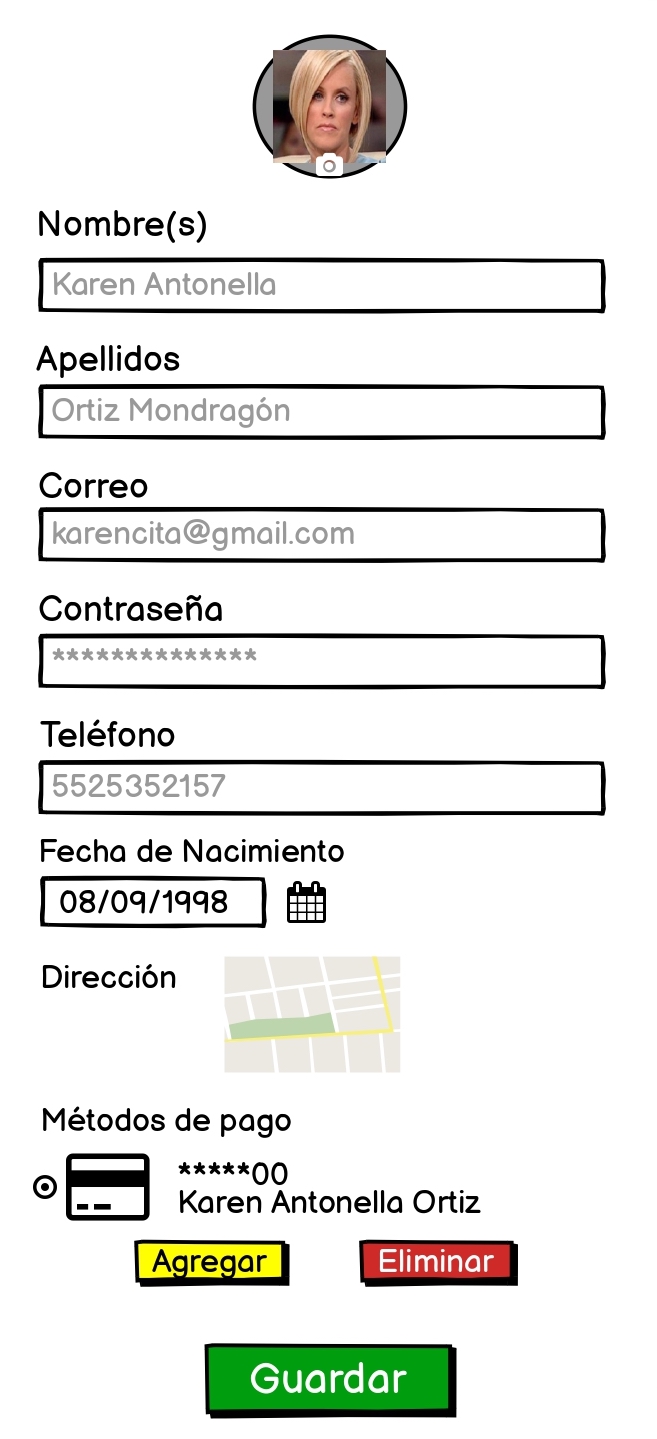 Nombre(s)
Karen Antonella
Apellidos
Ortiz Mondragón
Correo
karencita@gmail.com
Contraseña
**************
Teléfono
5525352157
Fecha de Nacimiento
08/09/1998
Dirección
Métodos de pago
*****00
Karen Antonella Ortiz
Agregar Eliminar
Guardar